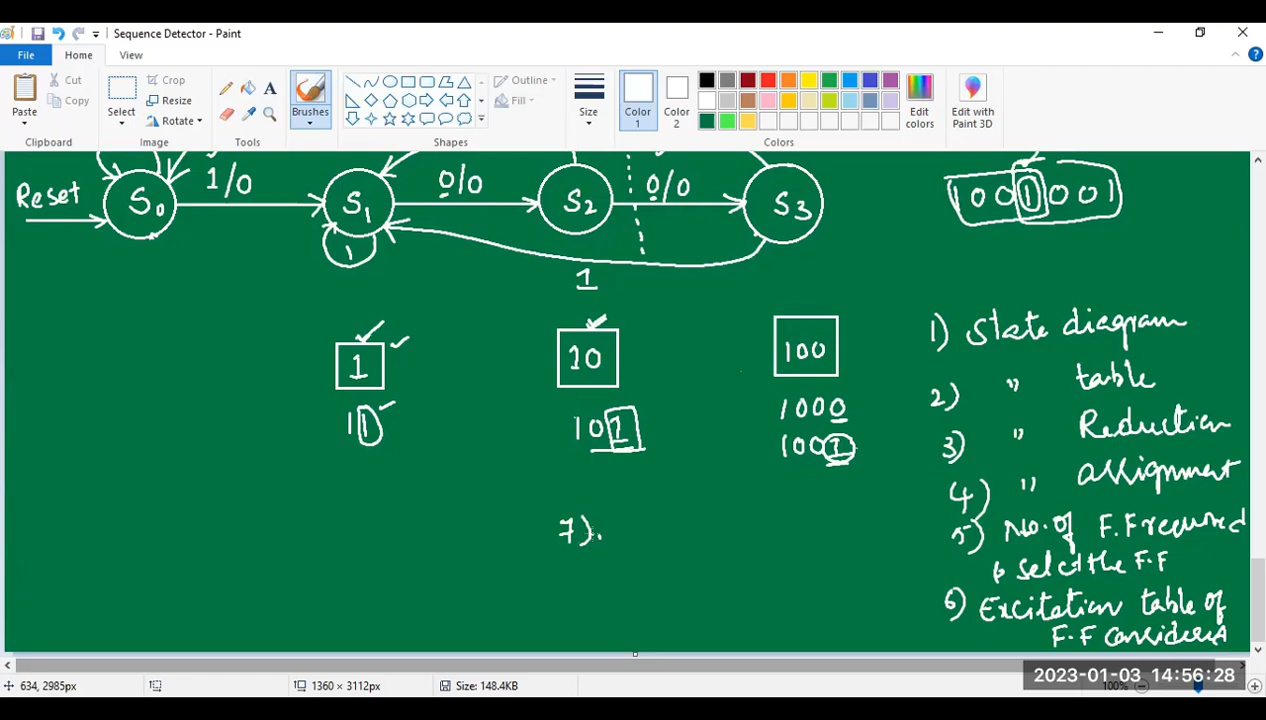 Sequence Detector - Paint
File Home View
Paste Cut Copy Select Crop Resize Rotate Brushes Outline Fill Size Color 1 Color 2 Edit colors Edit with Paint 3D
Clipboard Image Tools Shapes Colors
Reset S0 1/0 S1 0/0 S2 0/0 S3 1001001
1
1
1) State diagram
1 10 100
2) " table
11 101 1000
1001
3) " Reduction
4) " assignment
5) No. of F.F required
& select the F.F
7).
6) Excitation table of
F.F considered
634, 2985px 1360 × 3112px Size: 148.4KB 100%
2023-01-03 14:56:28